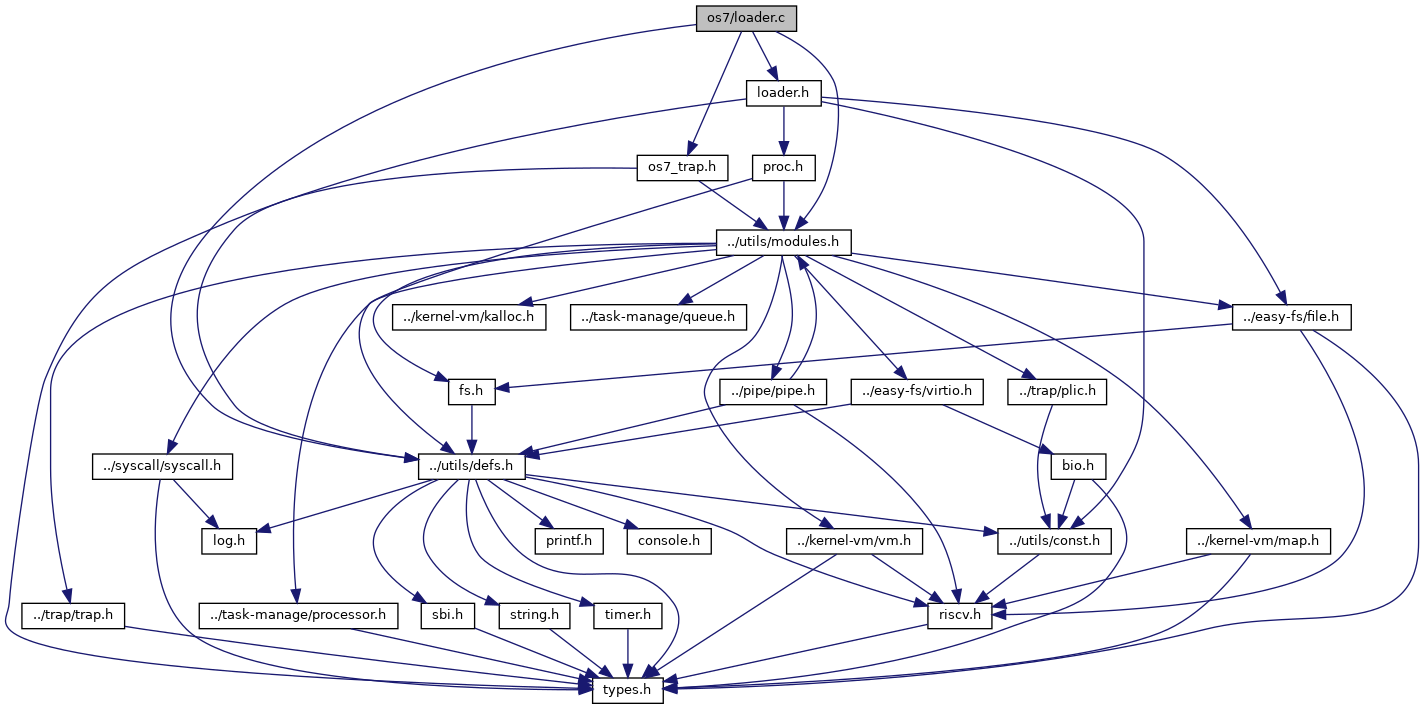 os7/loader.c
loader.h
os7_trap.h
proc.h
../utils/modules.h
../kernel-vm/kalloc.h
../task-manage/queue.h
../easy-fs/file.h
fs.h
../pipe/pipe.h
../easy-fs/virtio.h
../trap/plic.h
../syscall/syscall.h
../utils/defs.h
bio.h
log.h
printf.h
console.h
../kernel-vm/vm.h
../utils/const.h
../kernel-vm/map.h
../trap/trap.h
../task-manage/processor.h
sbi.h
string.h
timer.h
riscv.h
types.h